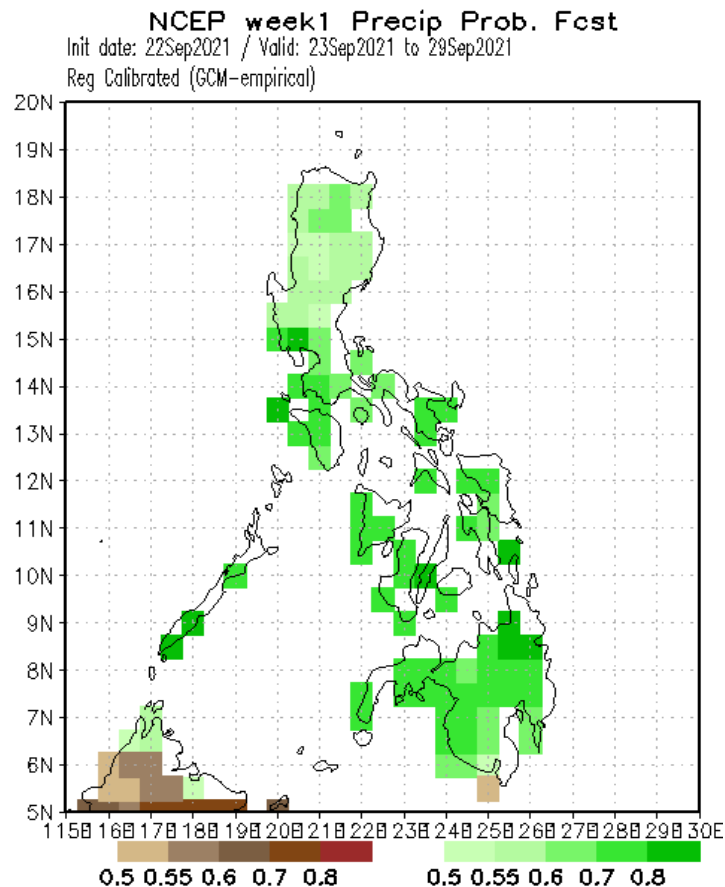 NCEP week1 Precip Prob. Fcst
Init date: 22Sep2021 / Valid: 23Sep2021 to 29Sep2021
Reg Calibrated (GCM-empirical)
20N
19N
18N
17N
16N
15N
14N
13N
12N
11N
10N
9N
8N
7N
6N
5N
115E 116E 117E 118E 119E 120E 121E 122E 123E 124E 125E 126E 127E 128E 129E 130E
0.5 0.55 0.6 0.7 0.8 0.5 0.55 0.6 0.7 0.8